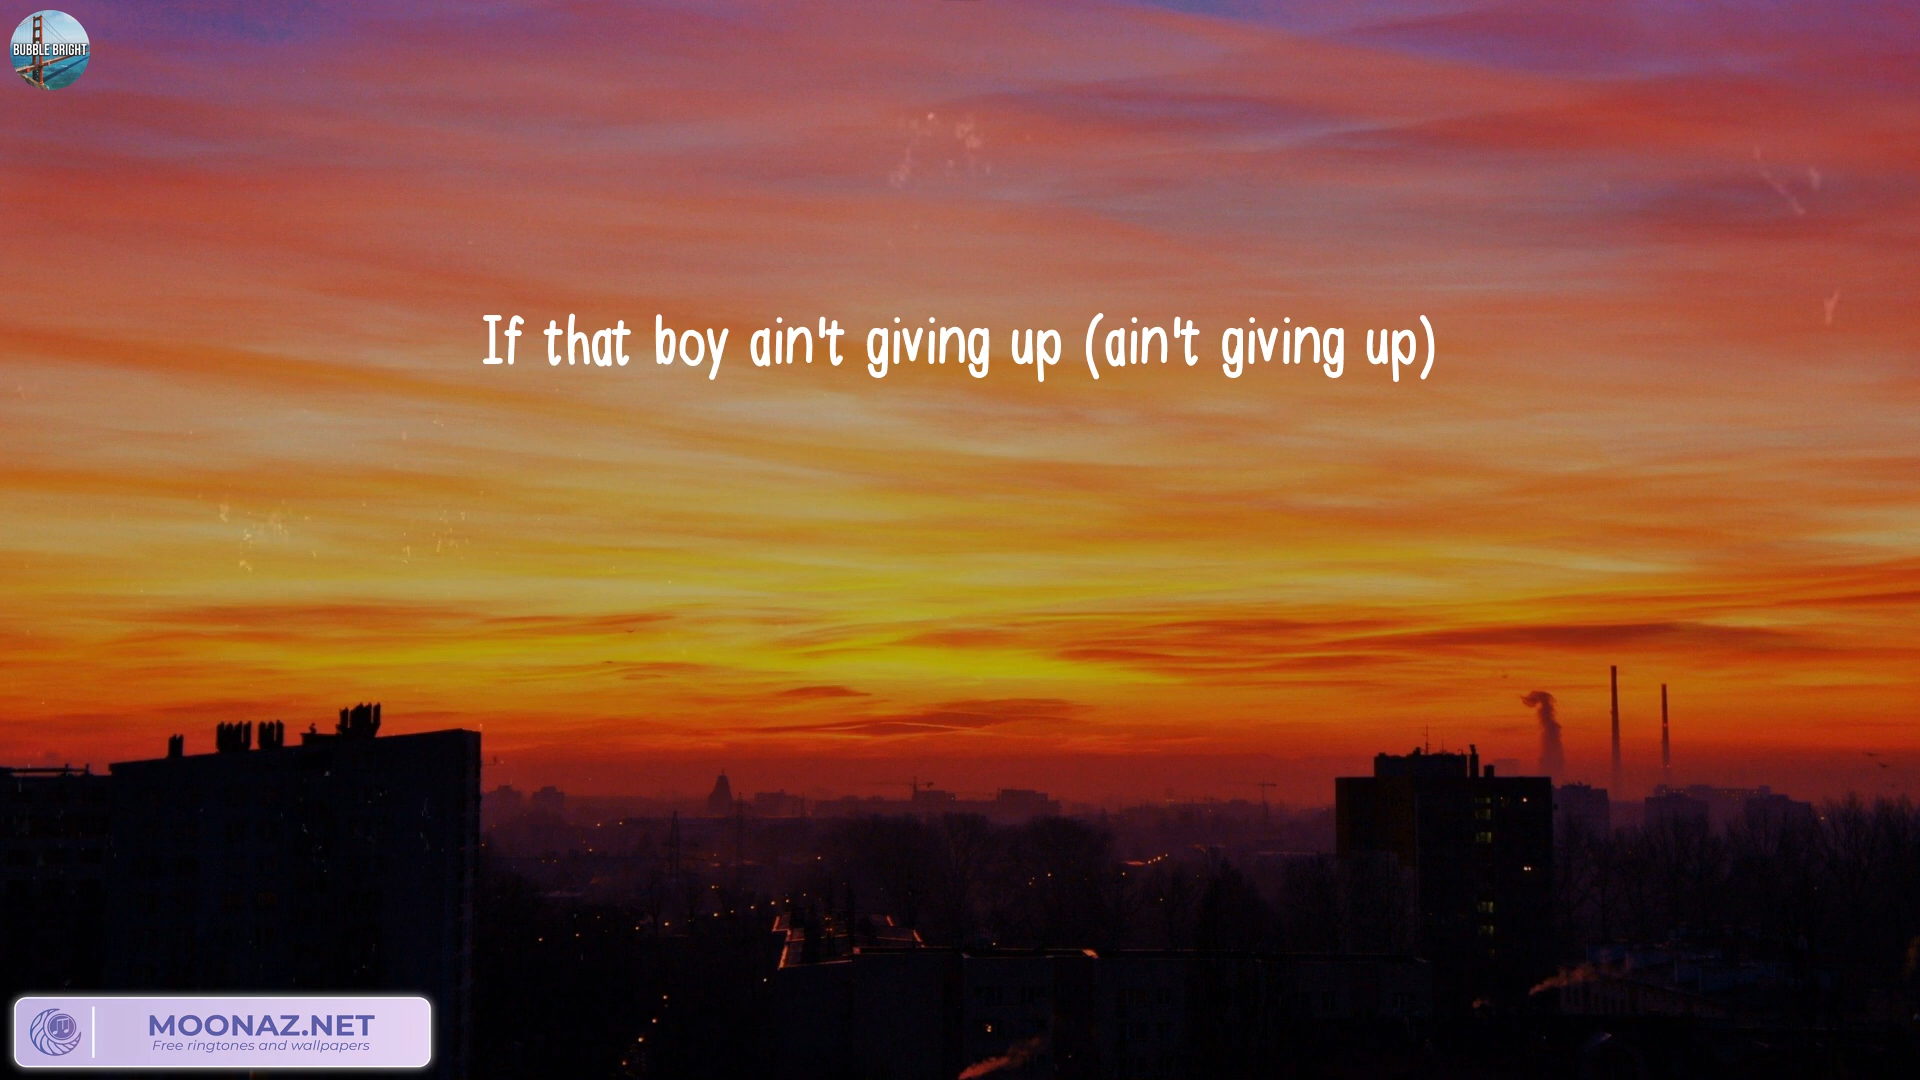 BUBBLE BRIGHT
If that boy ain't giving up (ain't giving up)
MOONAZ.NET
Free ringtones and wallpapers